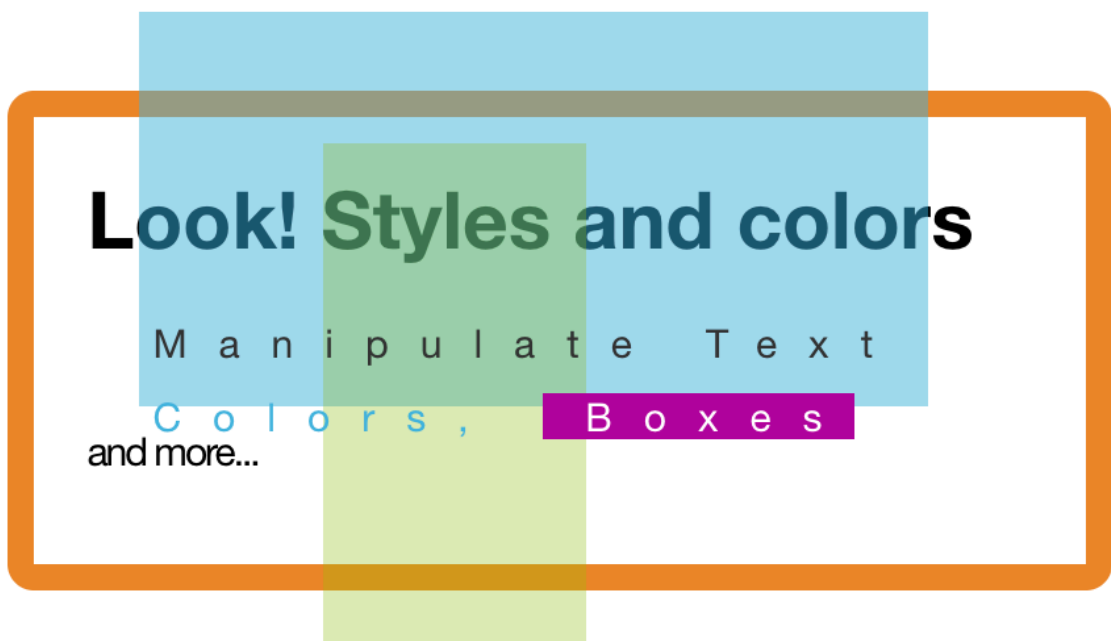 Look! Styles and colors
Manipulate Text
Colors, Boxes
and more...